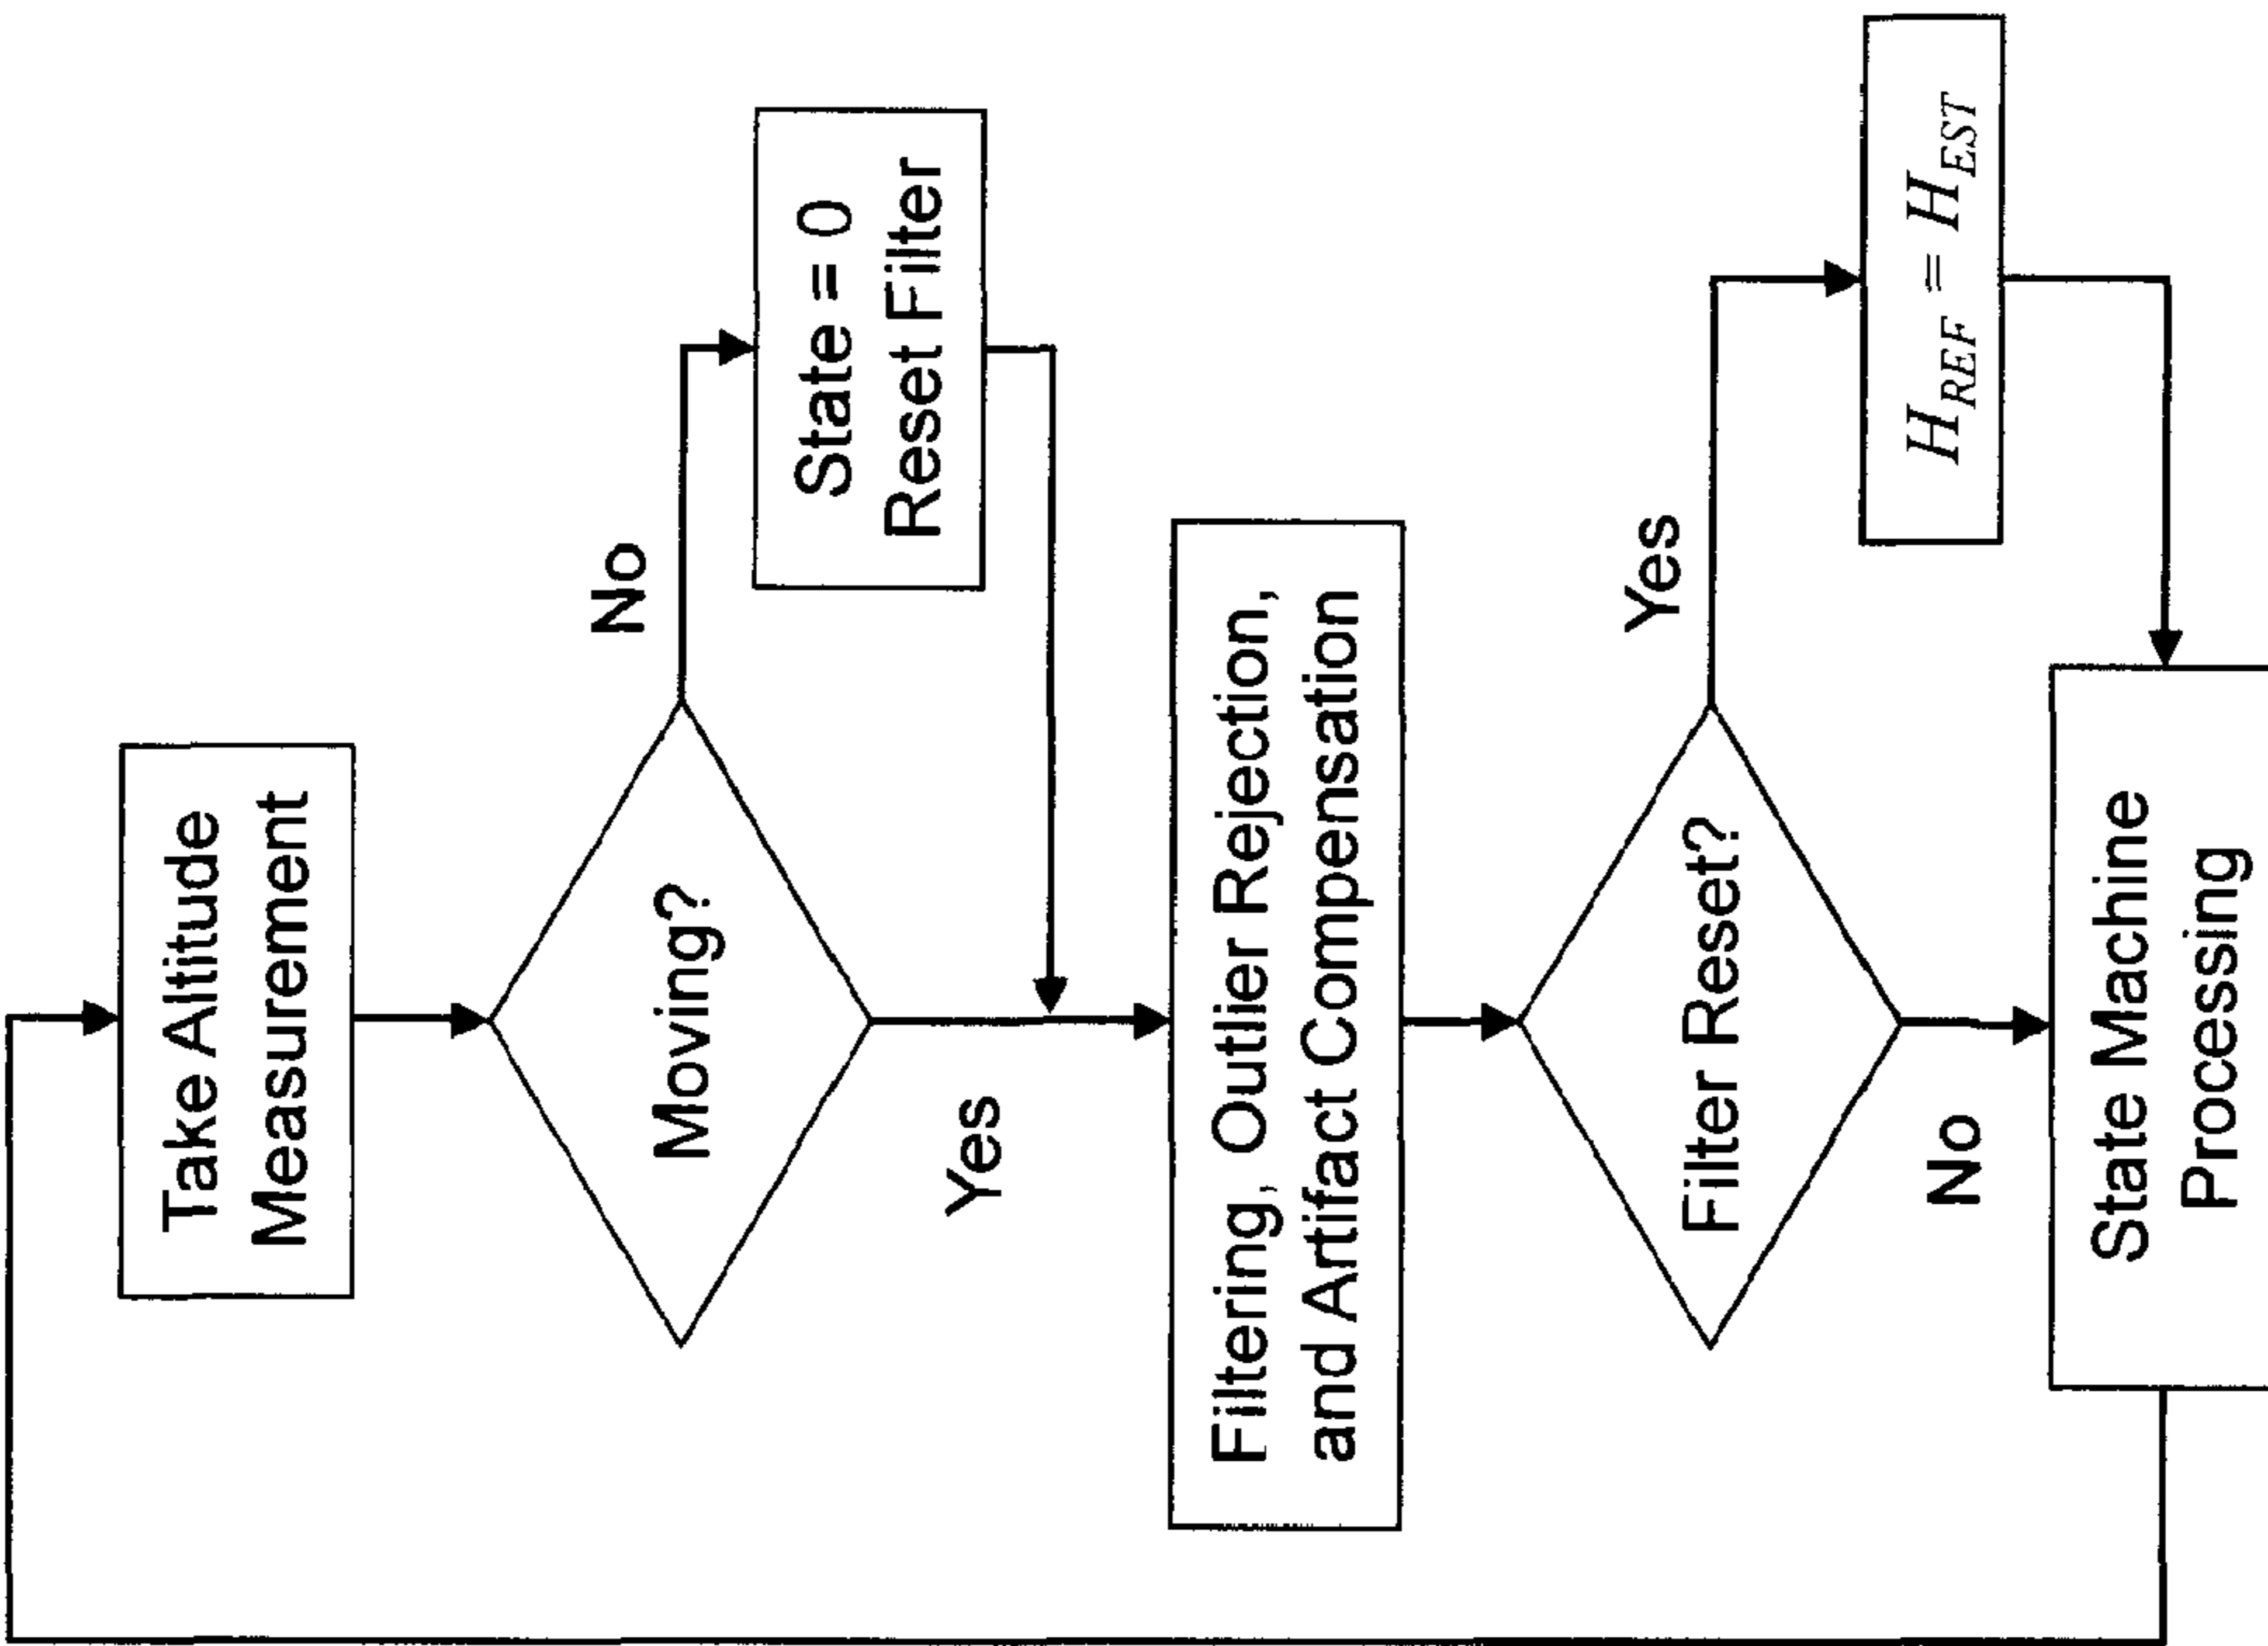 Take Altitude
Measurement
Moving?
No
State = 0
Reset Filter
Yes
Filtering, Outlier Rejection,
and Artifact Compensation
Filter Reset?
Yes
H_REF = H_EST
No
State Machine
Processing